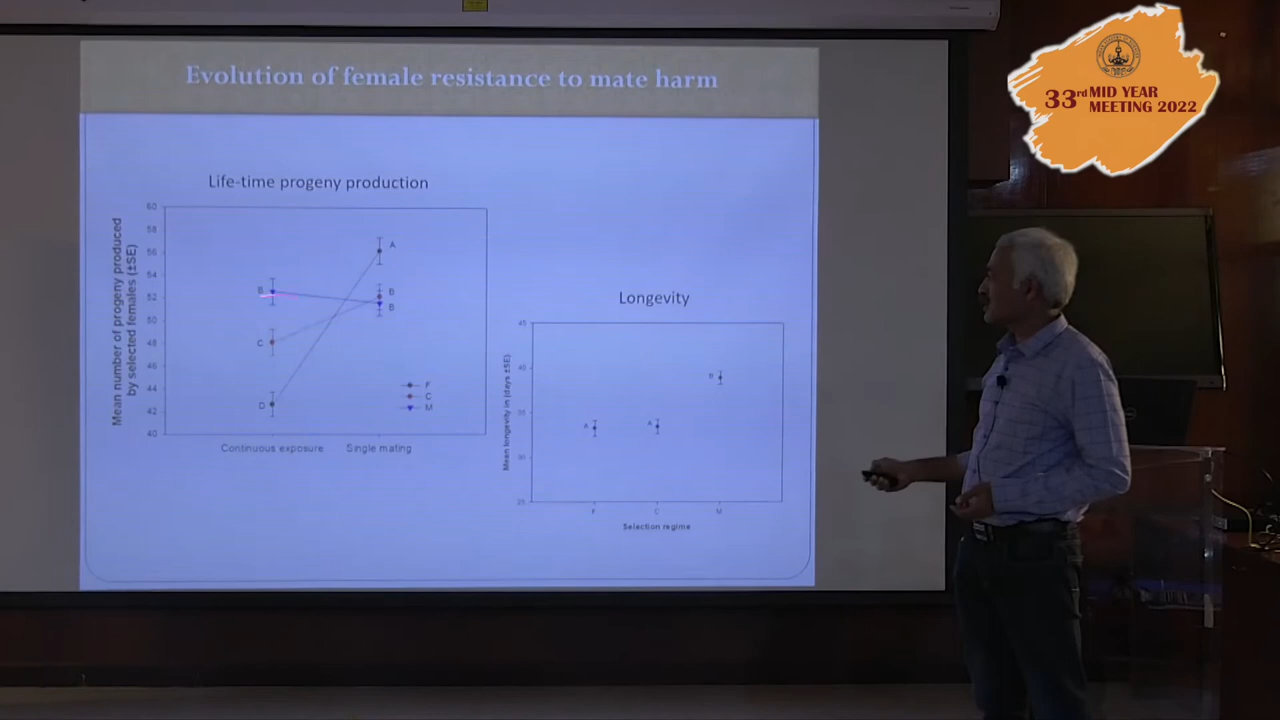 Evolution of female resistance to mate harm
33rd MID YEAR
MEETING 2022
Life-time progeny production
Mean number of progeny produced
by selected females (±SE)
60
58
56
54
52
50
48
46
44
42
40
A
B
B
B
C
D
F
C
M
Continuous exposure
Single mating
Longevity
Mean longevity in (days ±SE)
45
40
35
30
25
A
A
B
F
C
M
Selection regime